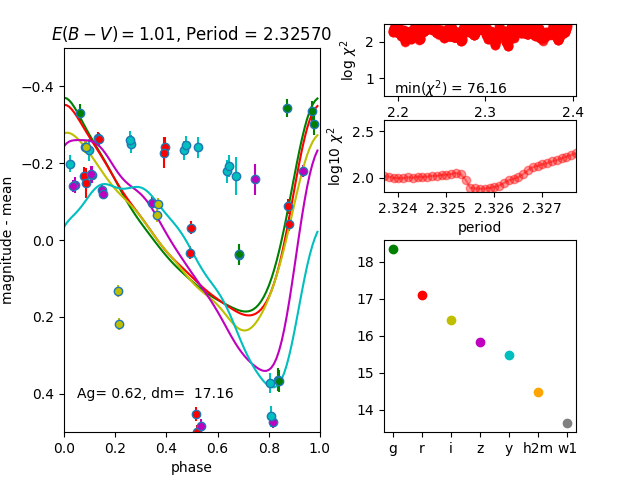 E(B − V) = 1.01, Period = 2.32570
magnitude - mean
−0.4
−0.2
0.0
0.2
0.4
Ag= 0.62, dm=  17.16
0.0 0.2 0.4 0.6 0.8 1.0
phase
log χ²
2
1
min(χ²) = 76.16
2.2 2.3 2.4
log10 χ²
2.5
2.0
2.324 2.325 2.326 2.327
period
18
17
16
15
14
g r i z y h2m w1